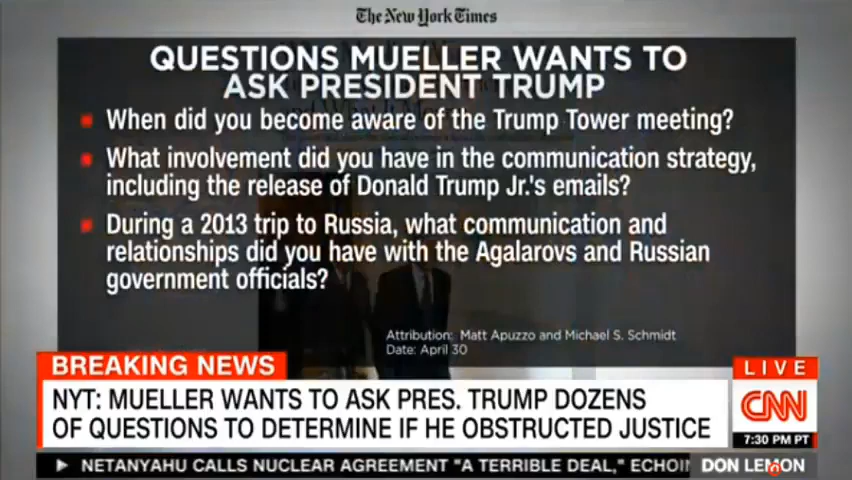 The New York Times
QUESTIONS MUELLER WANTS TO
ASK PRESIDENT TRUMP
When did you become aware of the Trump Tower meeting?
What involvement did you have in the communication strategy,
including the release of Donald Trump Jr.'s emails?
During a 2013 trip to Russia, what communication and
relationships did you have with the Agalarovs and Russian
government officials?
Attribution: Matt Apuzzo and Michael S. Schmidt
Date: April 30
BREAKING NEWS
LIVE
NYT: MUELLER WANTS TO ASK PRES. TRUMP DOZENS
OF QUESTIONS TO DETERMINE IF HE OBSTRUCTED JUSTICE
CNN
7:30 PM PT
NETANYAHU CALLS NUCLEAR AGREEMENT "A TERRIBLE DEAL," ECHOI
DON LEMON